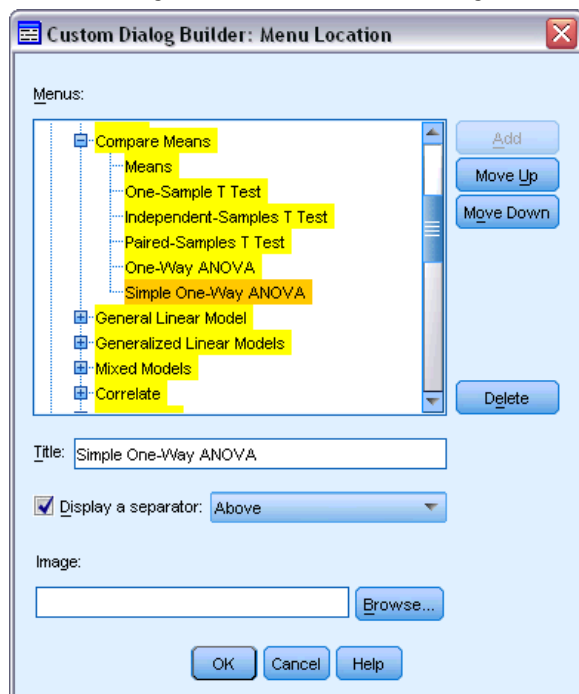 Custom Dialog Builder: Menu Location
Menus:
Compare Means
Means
One-Sample T Test
Independent-Samples T Test
Paired-Samples T Test
One-Way ANOVA
Simple One-Way ANOVA
General Linear Model
Generalized Linear Models
Mixed Models
Correlate
Add
Move Up
Move Down
Delete
Title: Simple One-Way ANOVA
Display a separator: Above
Image:
Browse...
OK Cancel Help